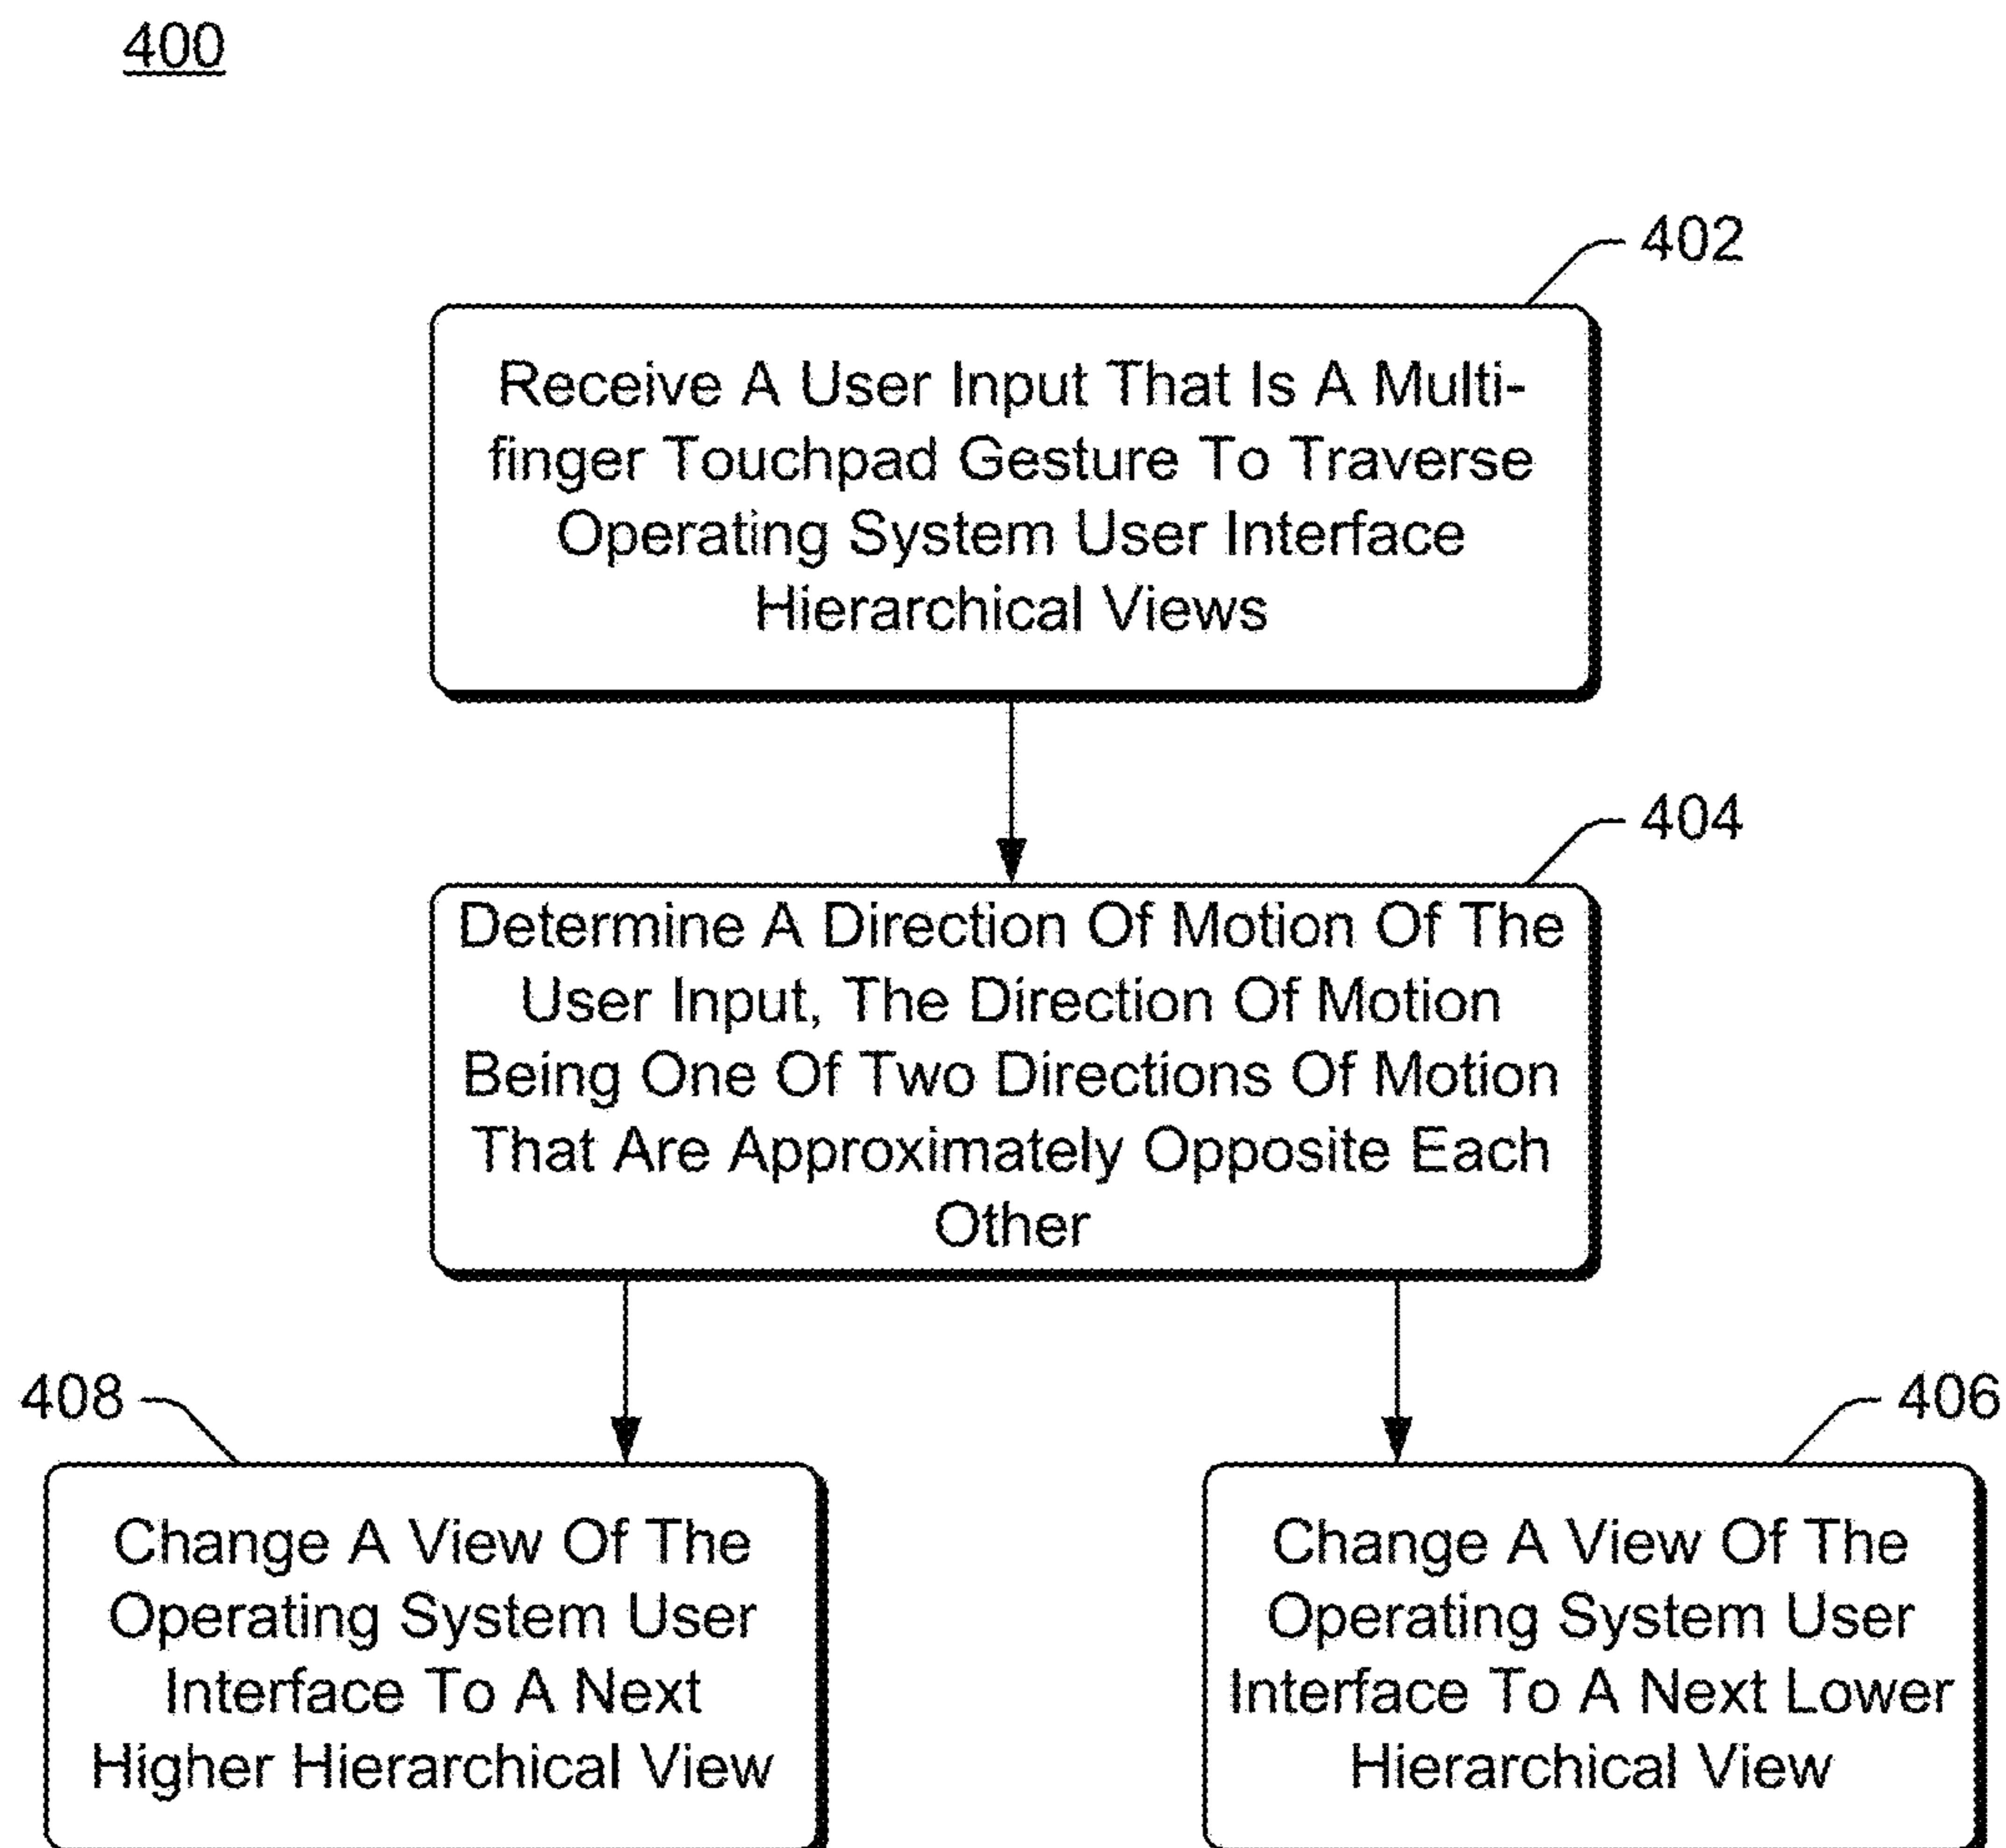 400
402
Receive A User Input That Is A Multi-
finger Touchpad Gesture To Traverse
Operating System User Interface
Hierarchical Views
404
Determine A Direction Of Motion Of The
User Input, The Direction Of Motion
Being One Of Two Directions Of Motion
That Are Approximately Opposite Each
Other
408
Change A View Of The
Operating System User
Interface To A Next
Higher Hierarchical View
406
Change A View Of The
Operating System User
Interface To A Next Lower
Hierarchical View